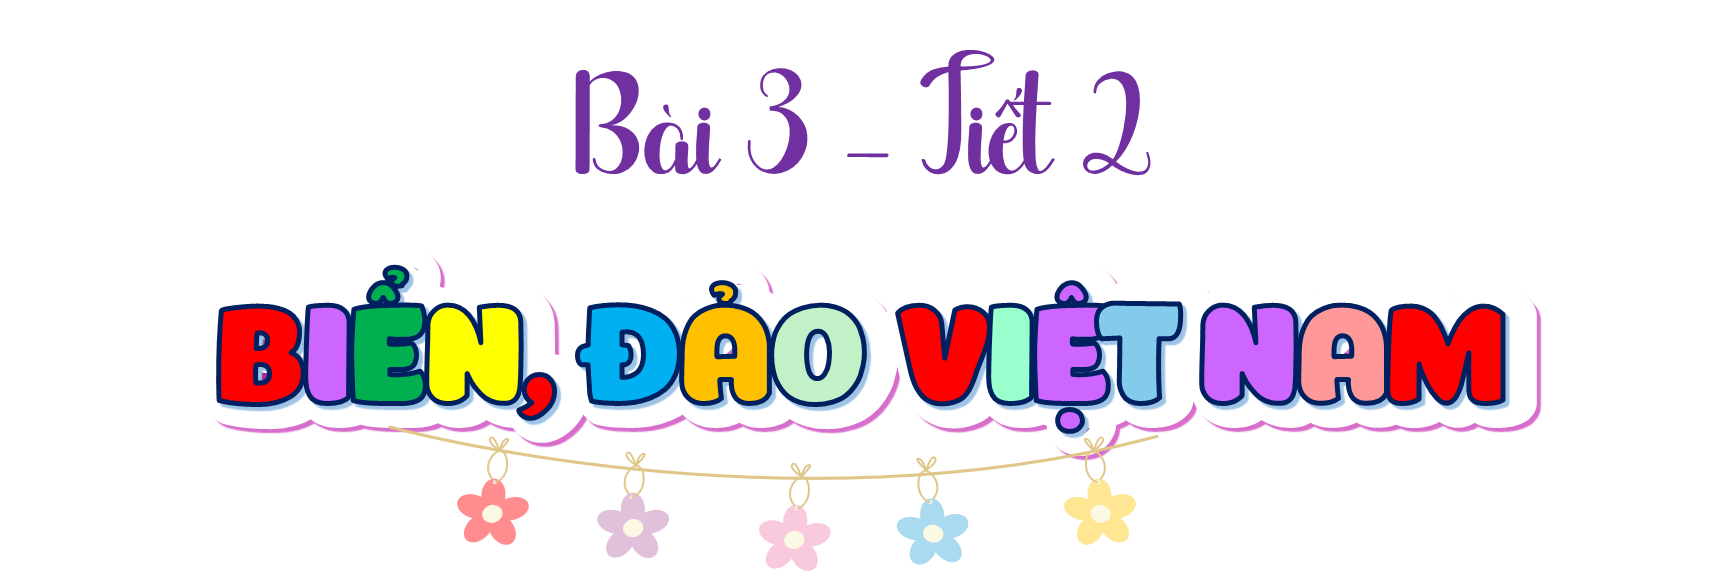 Bài 3 – Tiết 2
BIỂN, ĐẢO VIỆT NAM